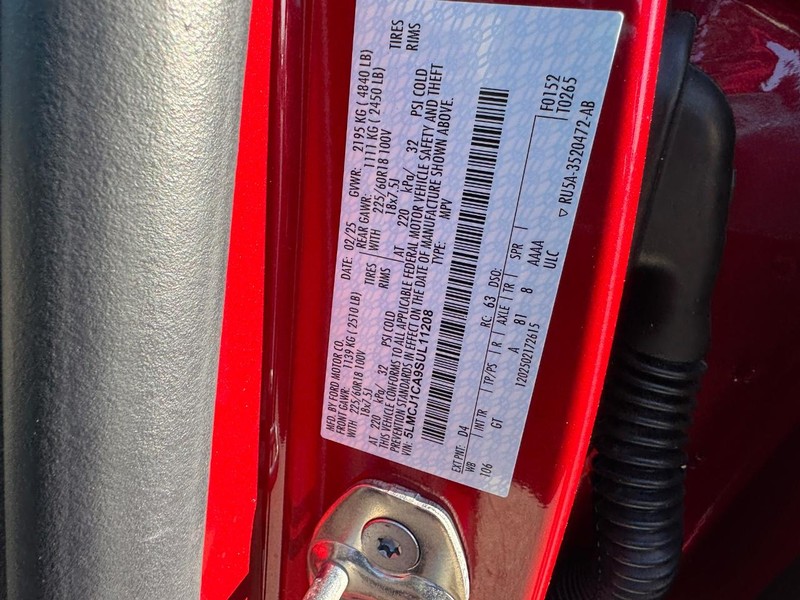 MFD. BY FORD MOTOR CO.
DATE: 02/25 GVWR: 2195 KG ( 4840 LB)
FRONT GAWR: 1139 KG ( 2510 LB) REAR GAWR: 1111 KG ( 2450 LB)
WITH 225/60R18 100V TIRES WITH 225/60R18 100V TIRES
18x7.5J RIMS 18x7.5J RIMS
AT 220 kPa/ 32 PSI COLD AT 220 kPa/ 32 PSI COLD
THIS VEHICLE CONFORMS TO ALL APPLICABLE FEDERAL MOTOR VEHICLE SAFETY AND THEFT
PREVENTION STANDARDS IN EFFECT ON THE DATE OF MANUFACTURE SHOWN ABOVE.
VIN: 5LMCJ1CA9SUL11208 TYPE: MPV
EXT PNT: D4 RC: 63 DSO: F0152
WB INT TR TP/PS R AXLE TR SPR T0265
106 GT A 81 8 AAAA
1202502172615 ULC ▽ RU5A-3520472-AB